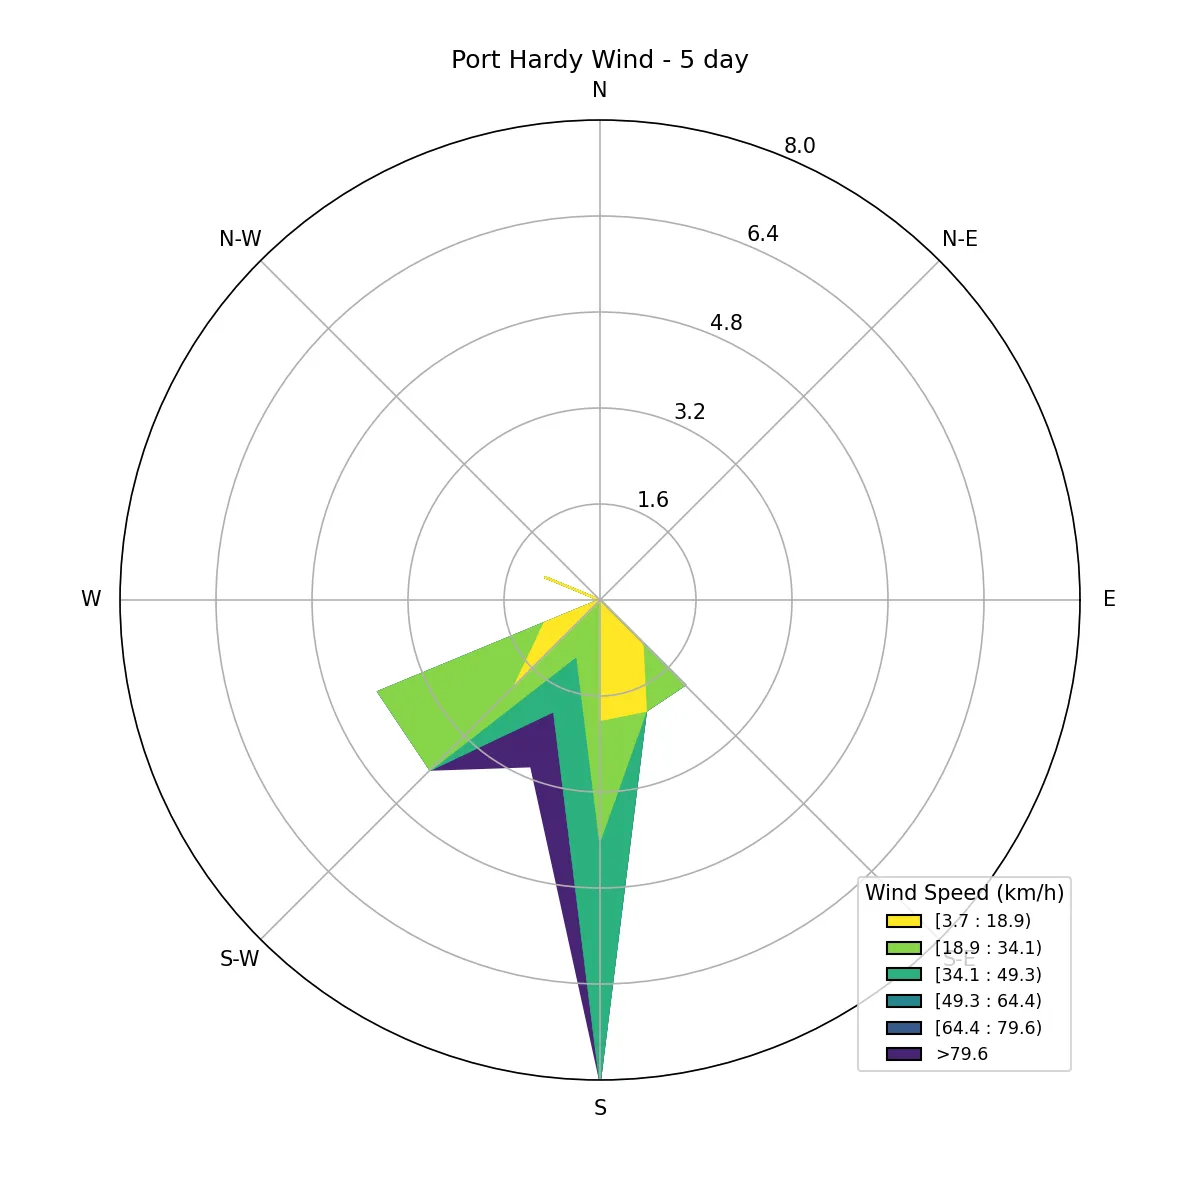 Port Hardy Wind - 5 day
N
8.0
N-W
N-E
6.4
4.8
3.2
1.6
W
E
S-W
S-E
Wind Speed (km/h)
[3.7 : 18.9)
[18.9 : 34.1)
[34.1 : 49.3)
[49.3 : 64.4)
[64.4 : 79.6)
>79.6
S